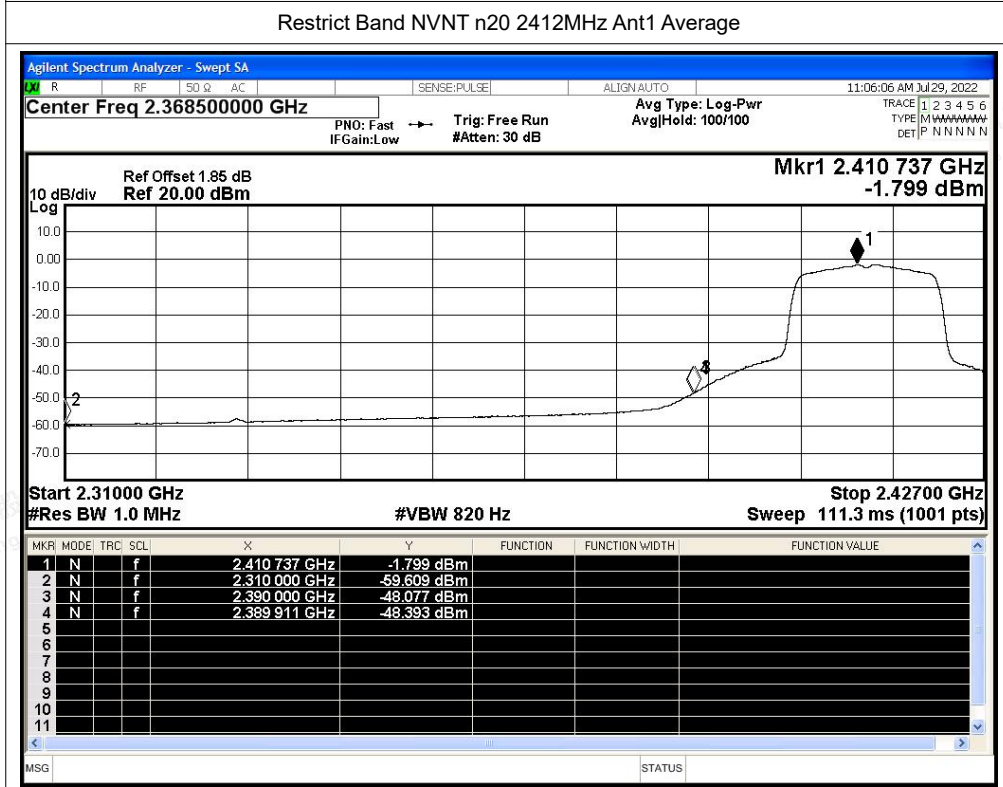 Restrict Band NVNT n20 2412MHz Ant1 Average
Agilent Spectrum Analyzer - Swept SA
LXI R RF 50 Ω AC SENSE:PULSE ALIGN AUTO 11:06:06 AM Jul 29, 2022
Center Freq 2.368500000 GHz
PNO: Fast Trig: Free Run
IFGain:Low #Atten: 30 dB
Avg Type: Log-Pwr
Avg|Hold: 100/100
TRACE 1 2 3 4 5 6
TYPE M
DET P N N N N N
Mkr1 2.410 737 GHz
-1.799 dBm
Ref Offset 1.85 dB
10 dB/div Ref 20.00 dBm
Log
10.0
0.00
-10.0
-20.0
-30.0
-40.0
-50.0
-60.0
-70.0
1
2
Start 2.31000 GHz Stop 2.42700 GHz
#Res BW 1.0 MHz #VBW 820 Hz Sweep 111.3 ms (1001 pts)
MKR MODE TRC SCL X Y FUNCTION FUNCTION WIDTH FUNCTION VALUE
1 N f 2.410 737 GHz -1.799 dBm
2 N f 2.310 000 GHz -59.609 dBm
3 N f 2.390 000 GHz -48.077 dBm
4 N f 2.389 911 GHz -48.393 dBm
5
6
7
8
9
10
11
MSG STATUS